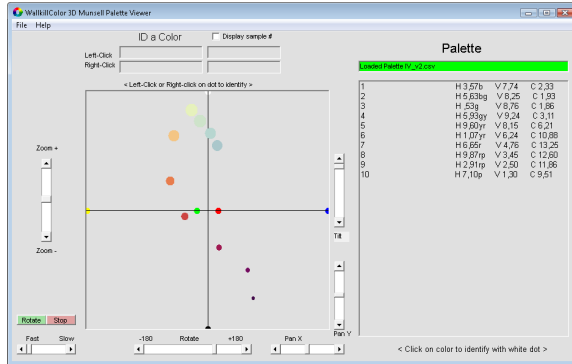 WallkillColor 3D Munsell Palette Viewer
File Help
ID a Color
Display sample #
Left-Click
Right-Click
< Left-Click or Right-click on dot to identify >
Zoom +
Zoom -
Tilt
Pan Y
Rotate Stop
Fast Slow
-180 Rotate +180
Pan X
Palette
Loaded Palette IV_v2.csv
1 H 3,57b V 7,74 C 2,33
2 H 5,63bg V 8,25 C 1,93
3 H ,53g V 8,76 C 1,86
4 H 5,93gy V 9,24 C 3,11
5 H 9,60yr V 8,15 C 6,21
6 H 1,07yr V 6,24 C 10,88
7 H 6,65r V 4,76 C 13,25
8 H 9,87rp V 3,45 C 12,60
9 H 2,91rp V 2,50 C 11,86
10 H 7,10p V 1,30 C 9,51
< Click on color to identify with white dot >